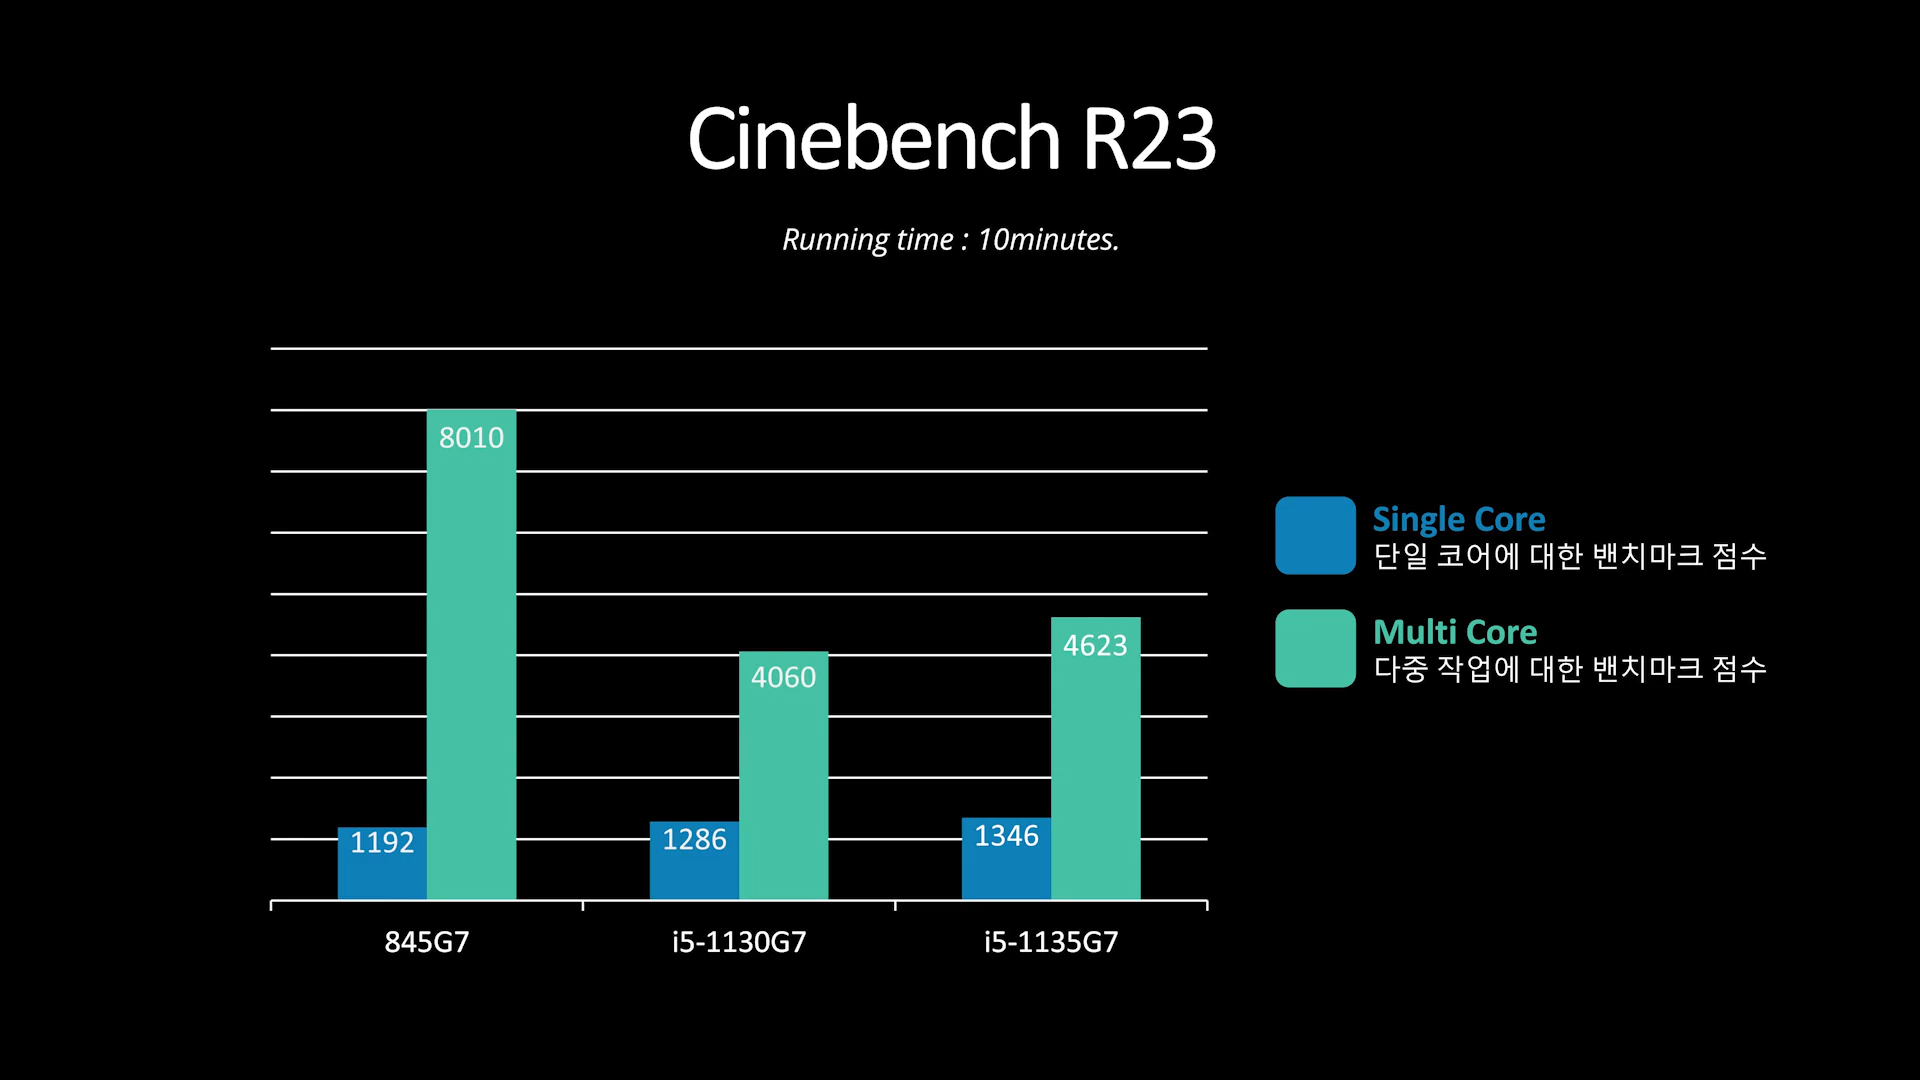 Cinebench R23
Running time : 10minutes.
8010
4623
4060
1192
1286
1346
845G7
i5-1130G7
i5-1135G7
Single Core
단일 코어에 대한 밴치마크 점수
Multi Core
다중 작업에 대한 밴치마크 점수